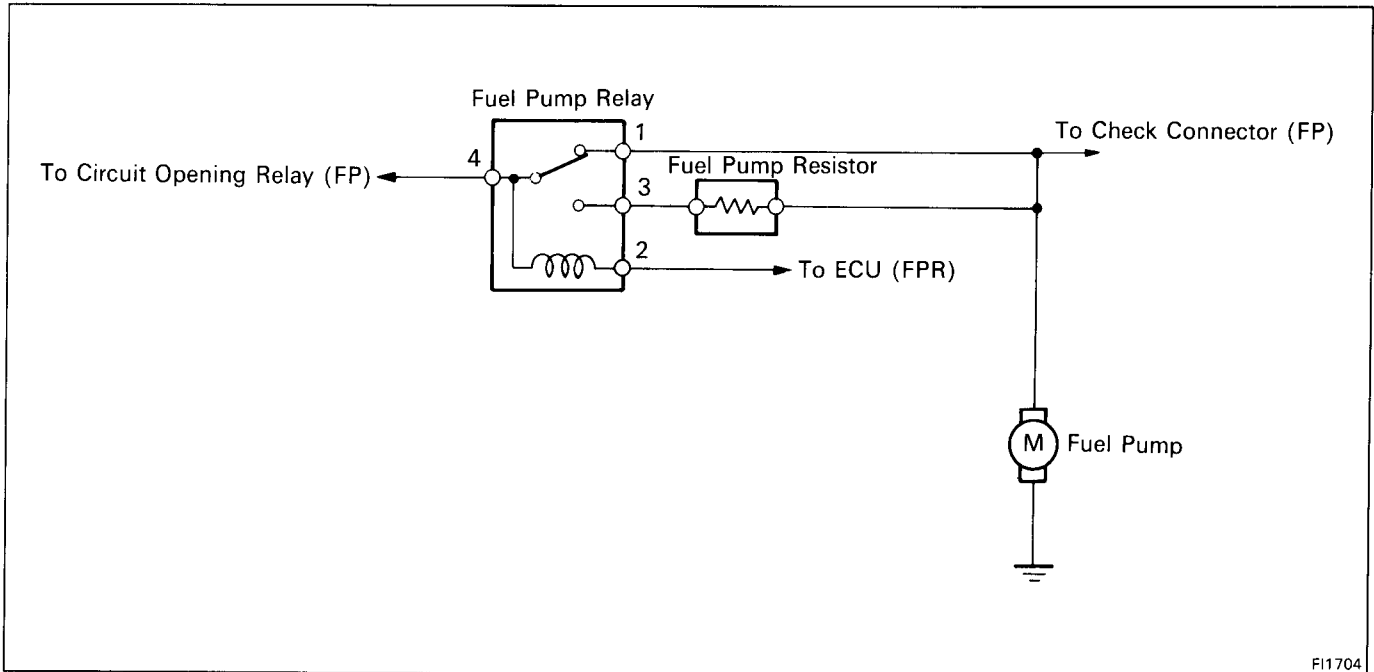 Fuel Pump Relay
1
To Check Connector (FP)
4
Fuel Pump Resistor
To Circuit Opening Relay (FP)
3
2
To ECU (FPR)
M
Fuel Pump
FI1704